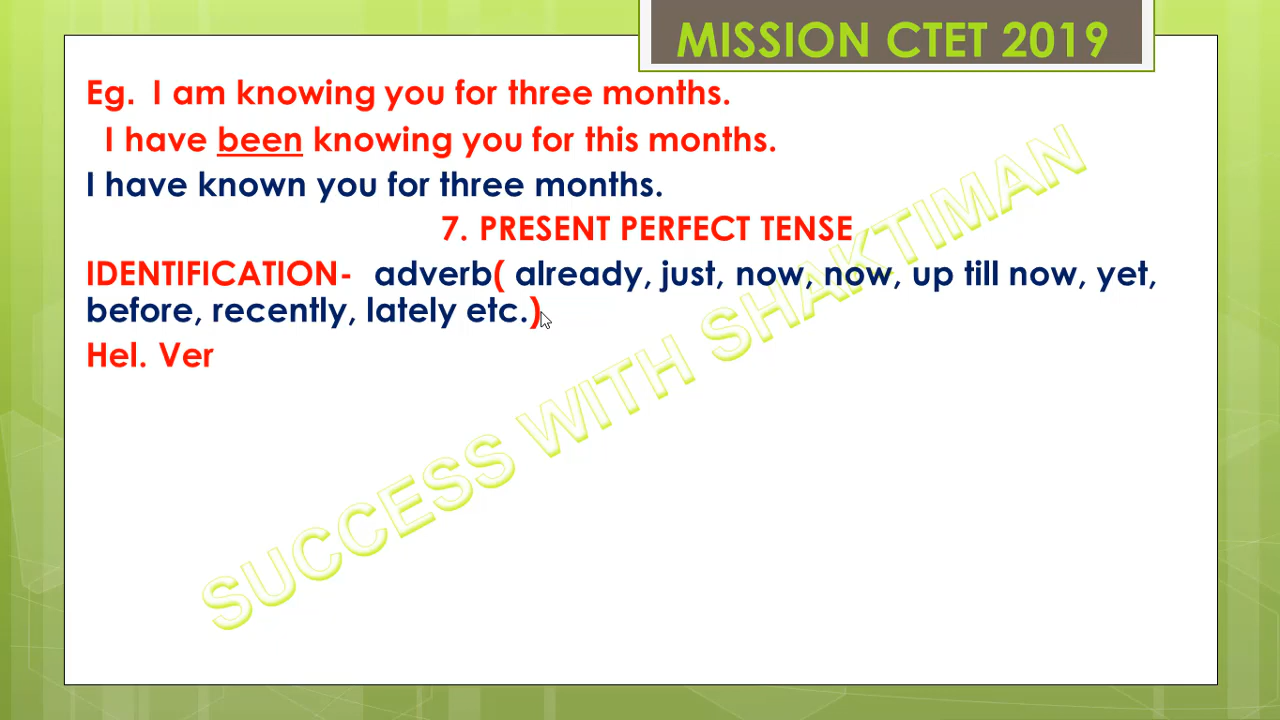 MISSION CTET 2019
Eg. I am knowing you for three months.
I have been knowing you for this months.
I have known you for three months.
7. PRESENT PERFECT TENSE
IDENTIFICATION- adverb( already, just, now, now, up till now, yet,
before, recently, lately etc.)
Hel. Ver
SUCCESS WITH SHAKTIMAN